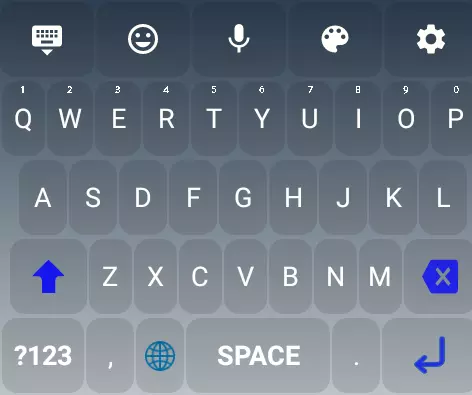 1 2 3 4 5 6 7 8 9 0
Q W E R T Y U I O P
A S D F G H J K L
Z X C V B N M
?123 , SPACE .